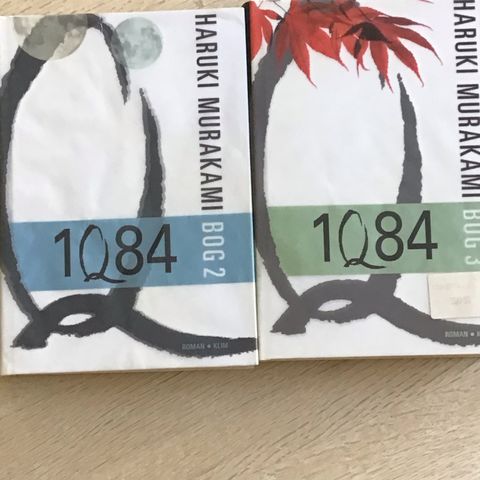 HARUKI MURAKAMI BOG 2
1Q84
ROMAN • KLIM
HARUKI MURAKAMI BOG 3
1Q84
ROMAN